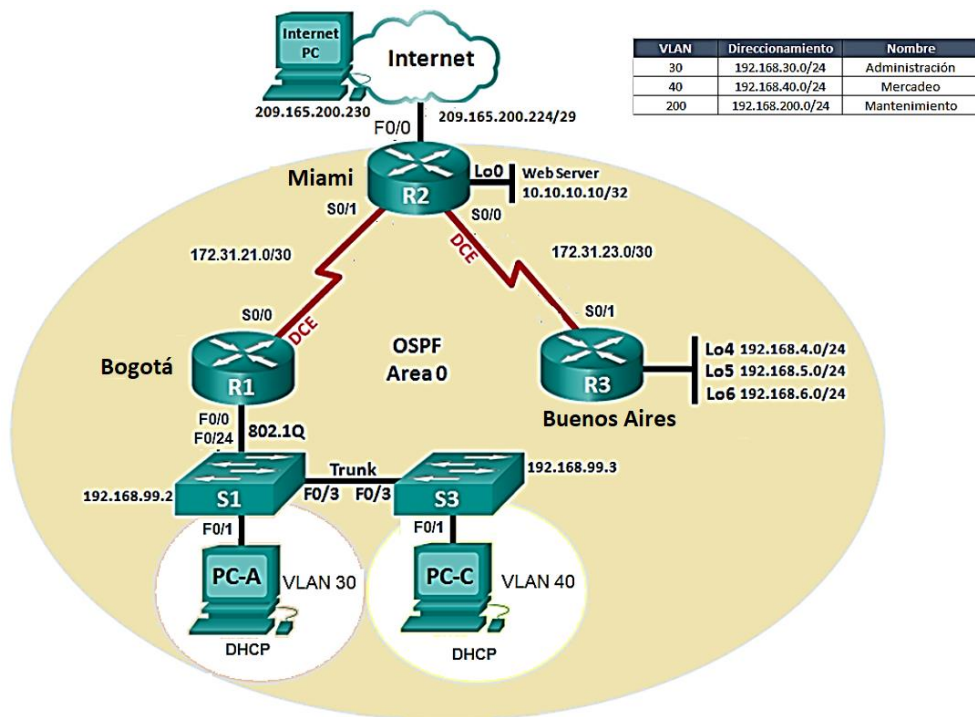 Internet
PC
Internet
209.165.200.230
F0/0
209.165.200.224/29
VLAN Direccionamiento Nombre
30 192.168.30.0/24 Administración
40 192.168.40.0/24 Mercadeo
200 192.168.200.0/24 Mantenimiento
Miami
R2
Lo0
Web Server
10.10.10.10/32
S0/1
S0/0
DCE
172.31.21.0/30
172.31.23.0/30
S0/0
DCE
S0/1
Bogotá
R1
OSPF
Area 0
R3
Buenos Aires
Lo4 192.168.4.0/24
Lo5 192.168.5.0/24
Lo6 192.168.6.0/24
F0/0
F0/24
802.1Q
192.168.99.2
S1
Trunk
F0/3 F0/3
S3
192.168.99.3
F0/1
F0/1
PC-A
VLAN 30
DHCP
PC-C
VLAN 40
DHCP